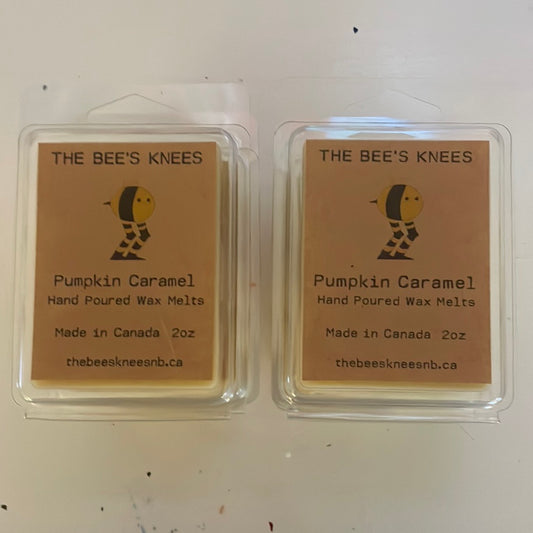 THE BEE'S KNEES
Pumpkin Caramel
Hand Poured Wax Melts
Made in Canada 2oz
thebeeskneesnb.ca
THE BEE'S KNEES
Pumpkin Caramel
Hand Poured Wax Melts
Made in Canada 2oz
thebeeskneesnb.ca